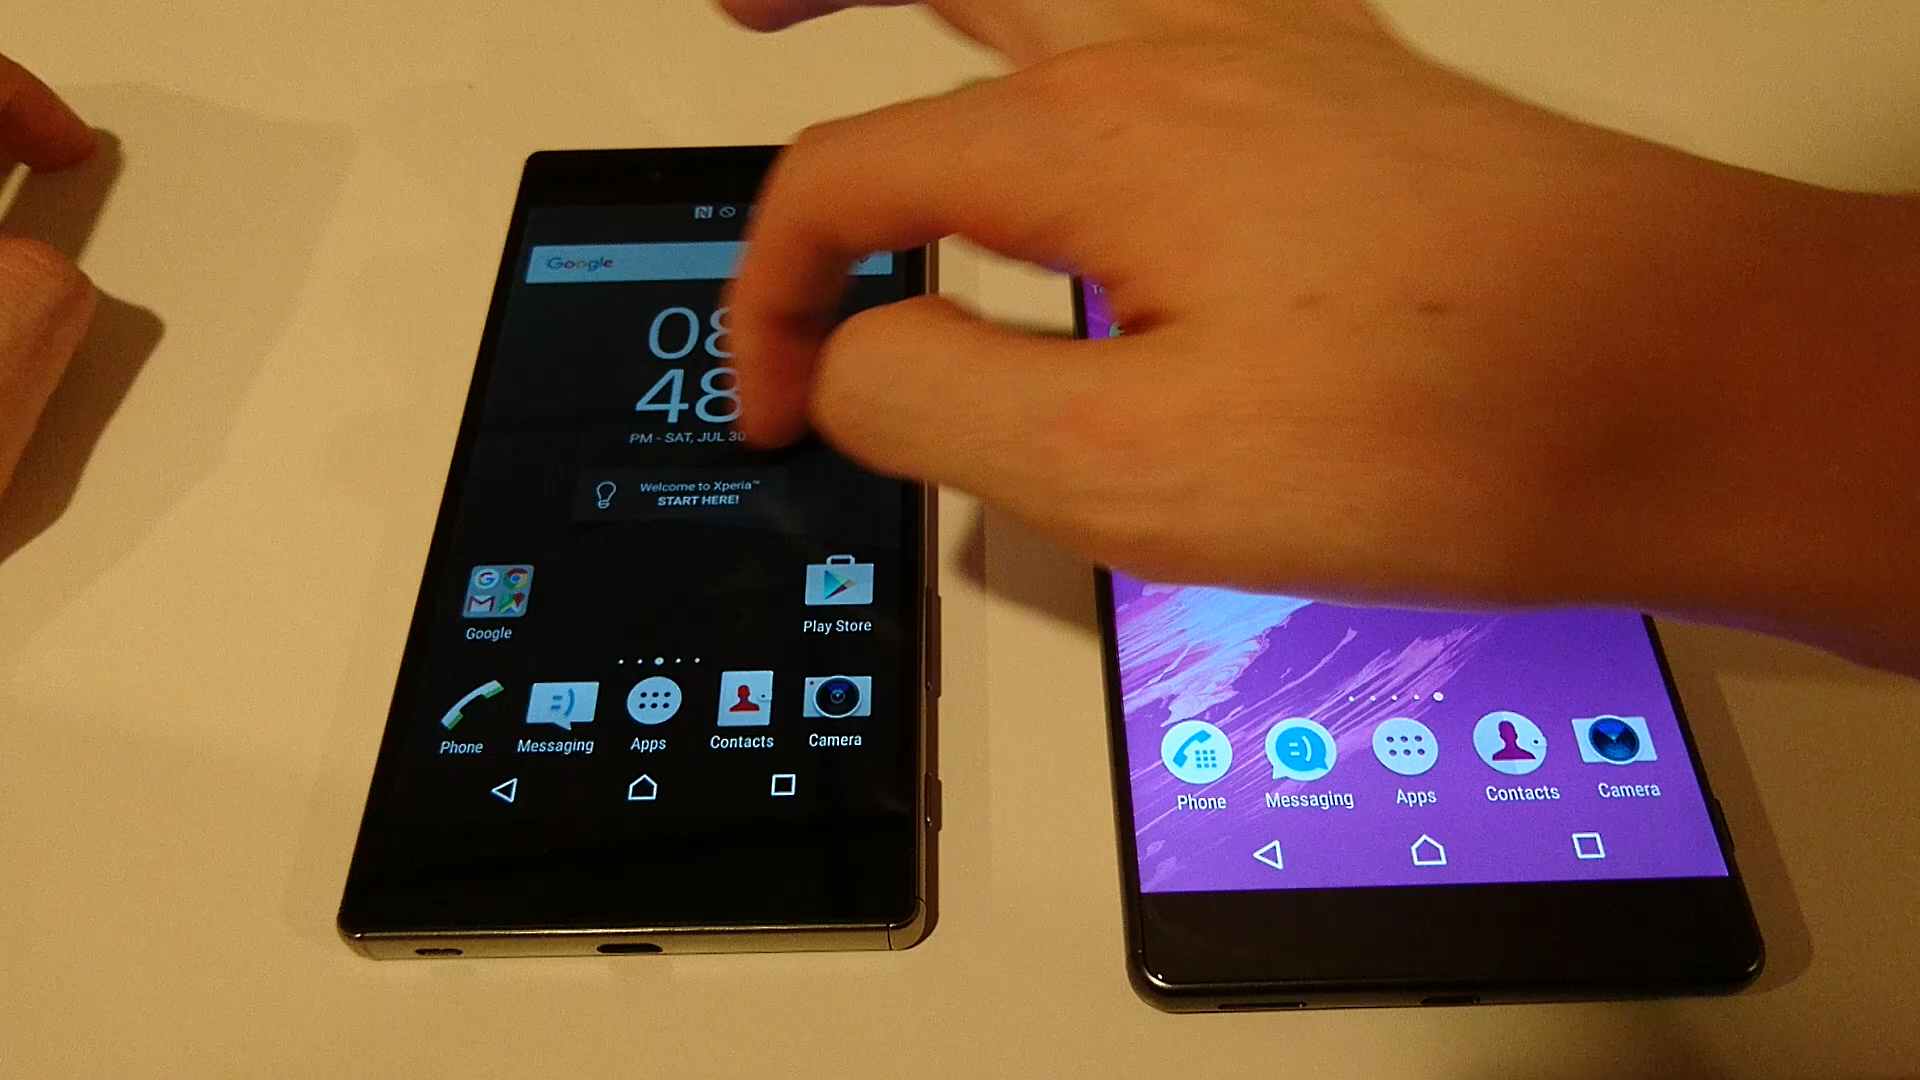 Google
08
48
PM - SAT, JUL 30
Welcome to Xperia™
START HERE!
Google
Play Store
Phone
Messaging
Apps
Contacts
Camera
Phone
Messaging
Apps
Contacts
Camera